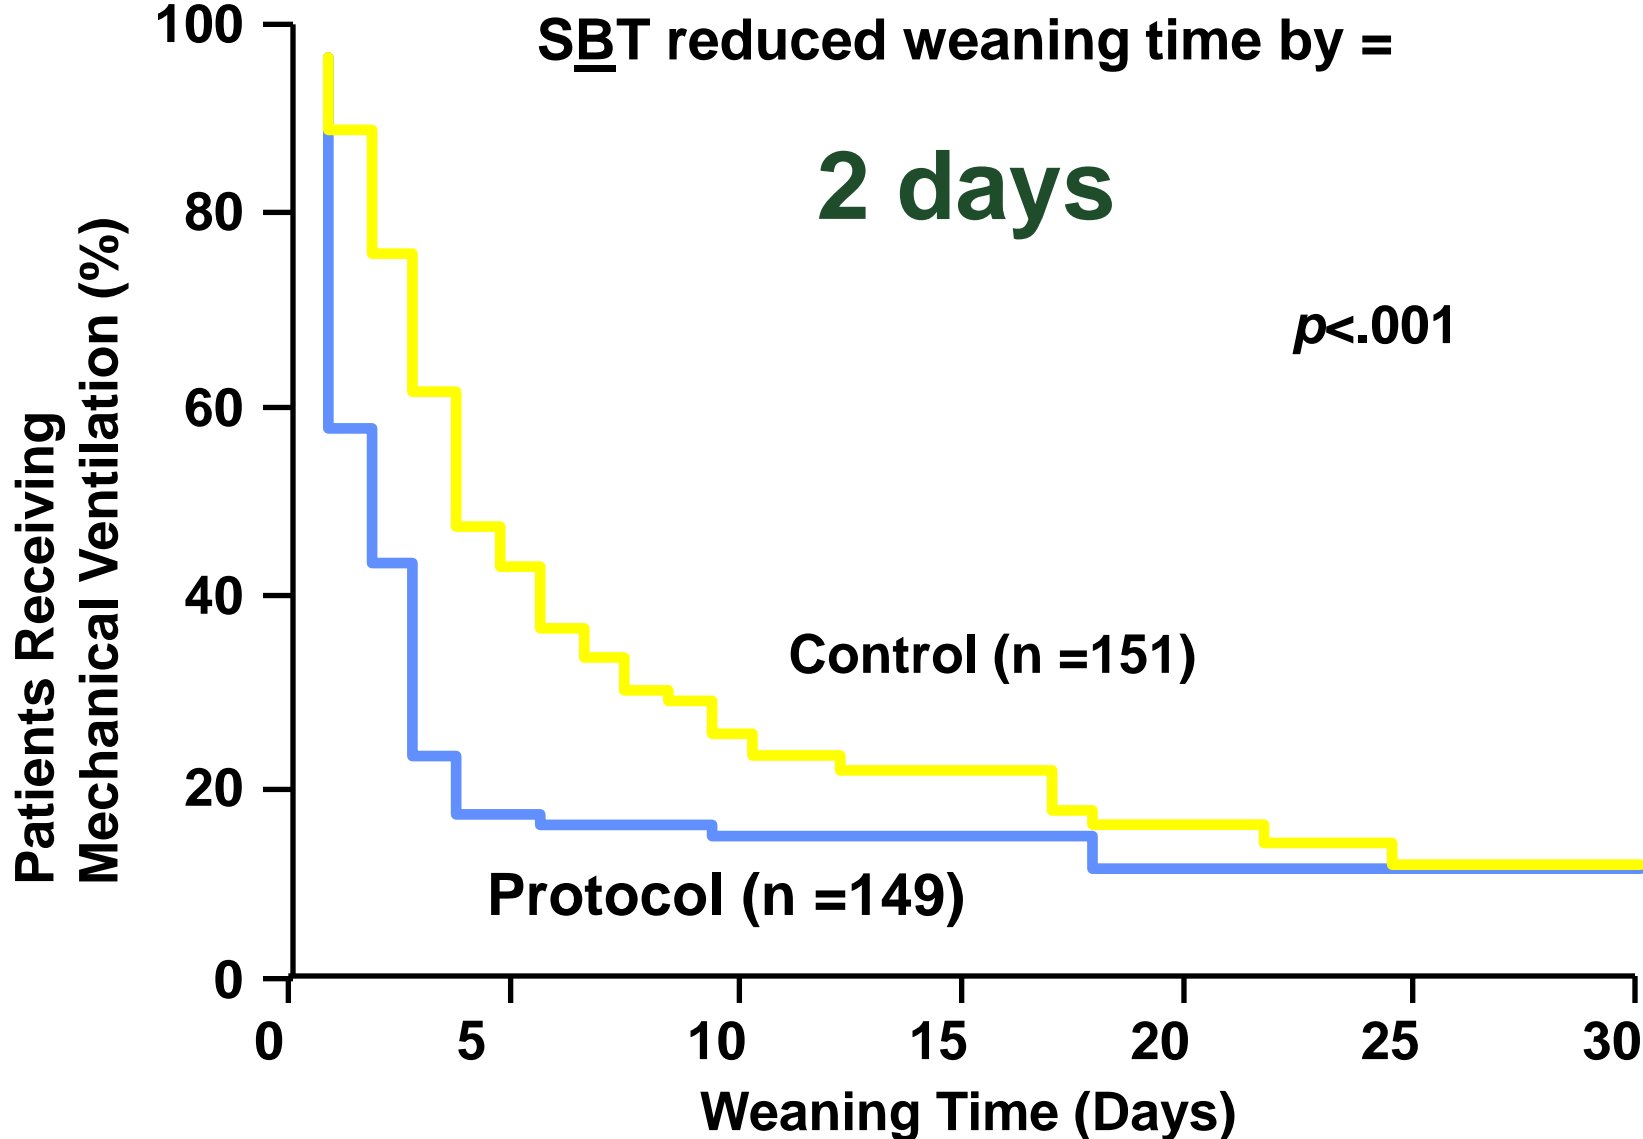 SBT reduced weaning time by =
2 days
p<.001
100
80
60
40
20
0
Patients Receiving
Mechanical Ventilation (%)
Control (n =151)
Protocol (n =149)
0 5 10 15 20 25 30
Weaning Time (Days)